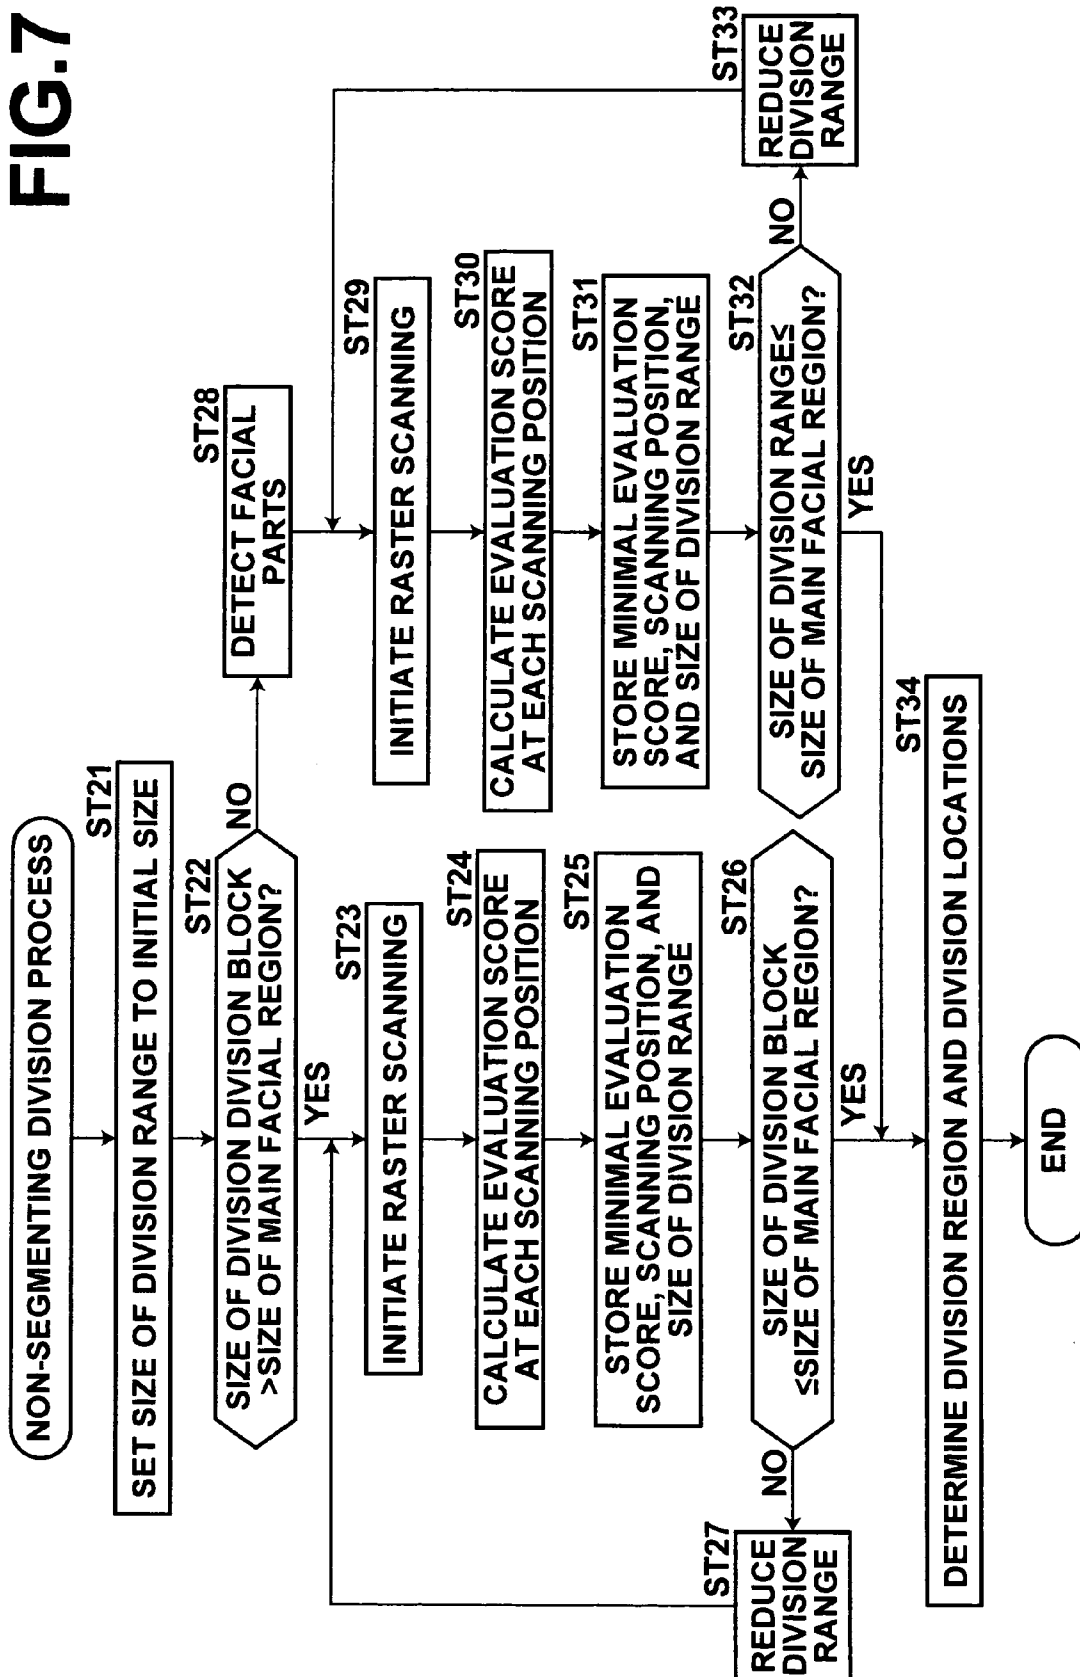 FIG.7
NON-SEGMENTING DIVISION PROCESS
ST21
SET SIZE OF DIVISION RANGE TO INITIAL SIZE
ST22
SIZE OF DIVISION DIVISION BLOCK
>SIZE OF MAIN FACIAL REGION?
NO
YES
ST23
INITIATE RASTER SCANNING
ST24
CALCULATE EVALUATION SCORE
AT EACH SCANNING POSITION
ST25
STORE MINIMAL EVALUATION
SCORE, SCANNING POSITION, AND
SIZE OF DIVISION RANGE
ST26
SIZE OF DIVISION BLOCK
≤SIZE OF MAIN FACIAL REGION?
NO
YES
ST27
REDUCE
DIVISION
RANGE
ST28
DETECT FACIAL
PARTS
ST29
INITIATE RASTER SCANNING
ST30
CALCULATE EVALUATION SCORE
AT EACH SCANNING POSITION
ST31
STORE MINIMAL EVALUATION
SCORE, SCANNING POSITION,
AND SIZE OF DIVISION RANGE
ST32
SIZE OF DIVISION RANGE≤
SIZE OF MAIN FACIAL REGION?
NO
YES
ST33
REDUCE
DIVISION
RANGE
ST34
DETERMINE DIVISION REGION AND DIVISION LOCATIONS
END